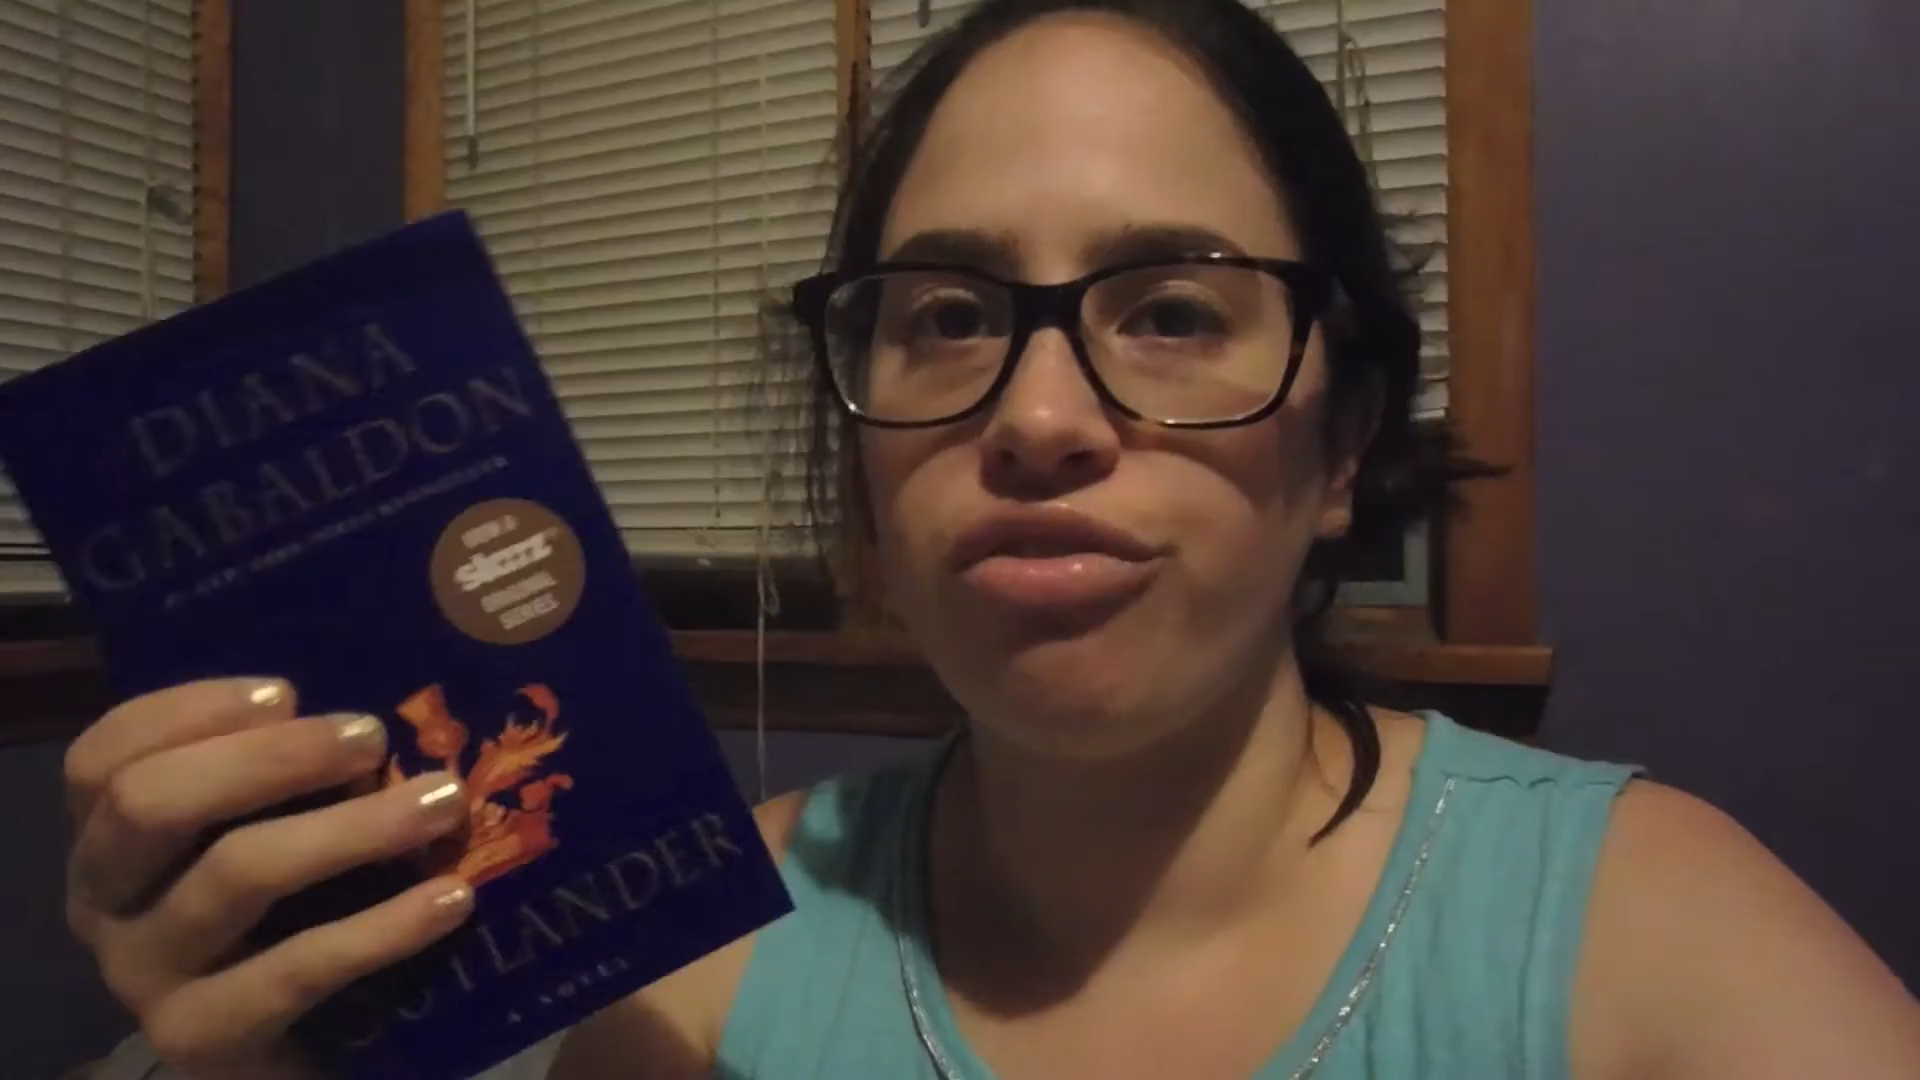 DIANA
GABALDON
NOW A
starz
ORIGINAL
SERIES
OUTLANDER
A NOVEL